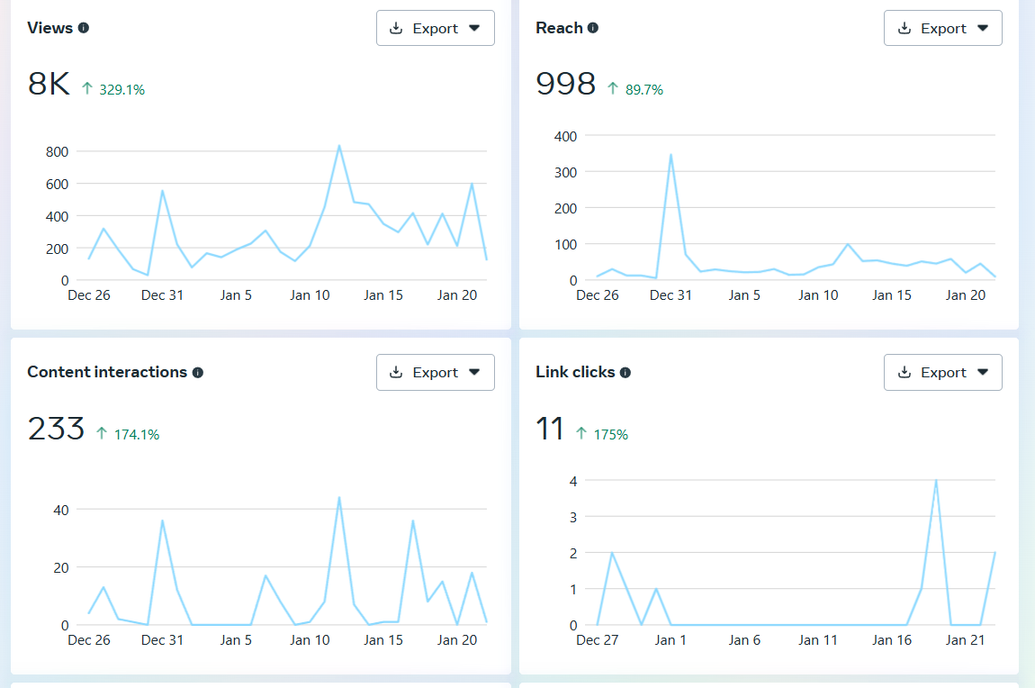 Views
Export
8K 329.1%
800
600
400
200
0
Dec 26 Dec 31 Jan 5 Jan 10 Jan 15 Jan 20
Reach
Export
998 89.7%
400
300
200
100
0
Dec 26 Dec 31 Jan 5 Jan 10 Jan 15 Jan 20
Content interactions
Export
233 174.1%
40
20
0
Dec 26 Dec 31 Jan 5 Jan 10 Jan 15 Jan 20
Link clicks
Export
11 175%
4
3
2
1
0
Dec 27 Jan 1 Jan 6 Jan 11 Jan 16 Jan 21